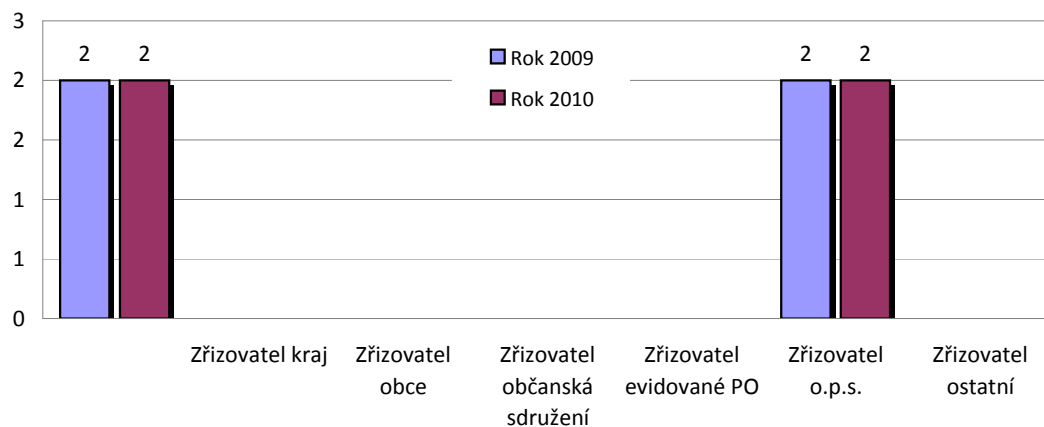 3
2
2
1
1
0
2 2
2 2
Rok 2009
Rok 2010
Zřizovatel kraj
Zřizovatel
obce
Zřizovatel
občanská
sdružení
Zřizovatel
evidované PO
Zřizovatel
o.p.s.
Zřizovatel
ostatní